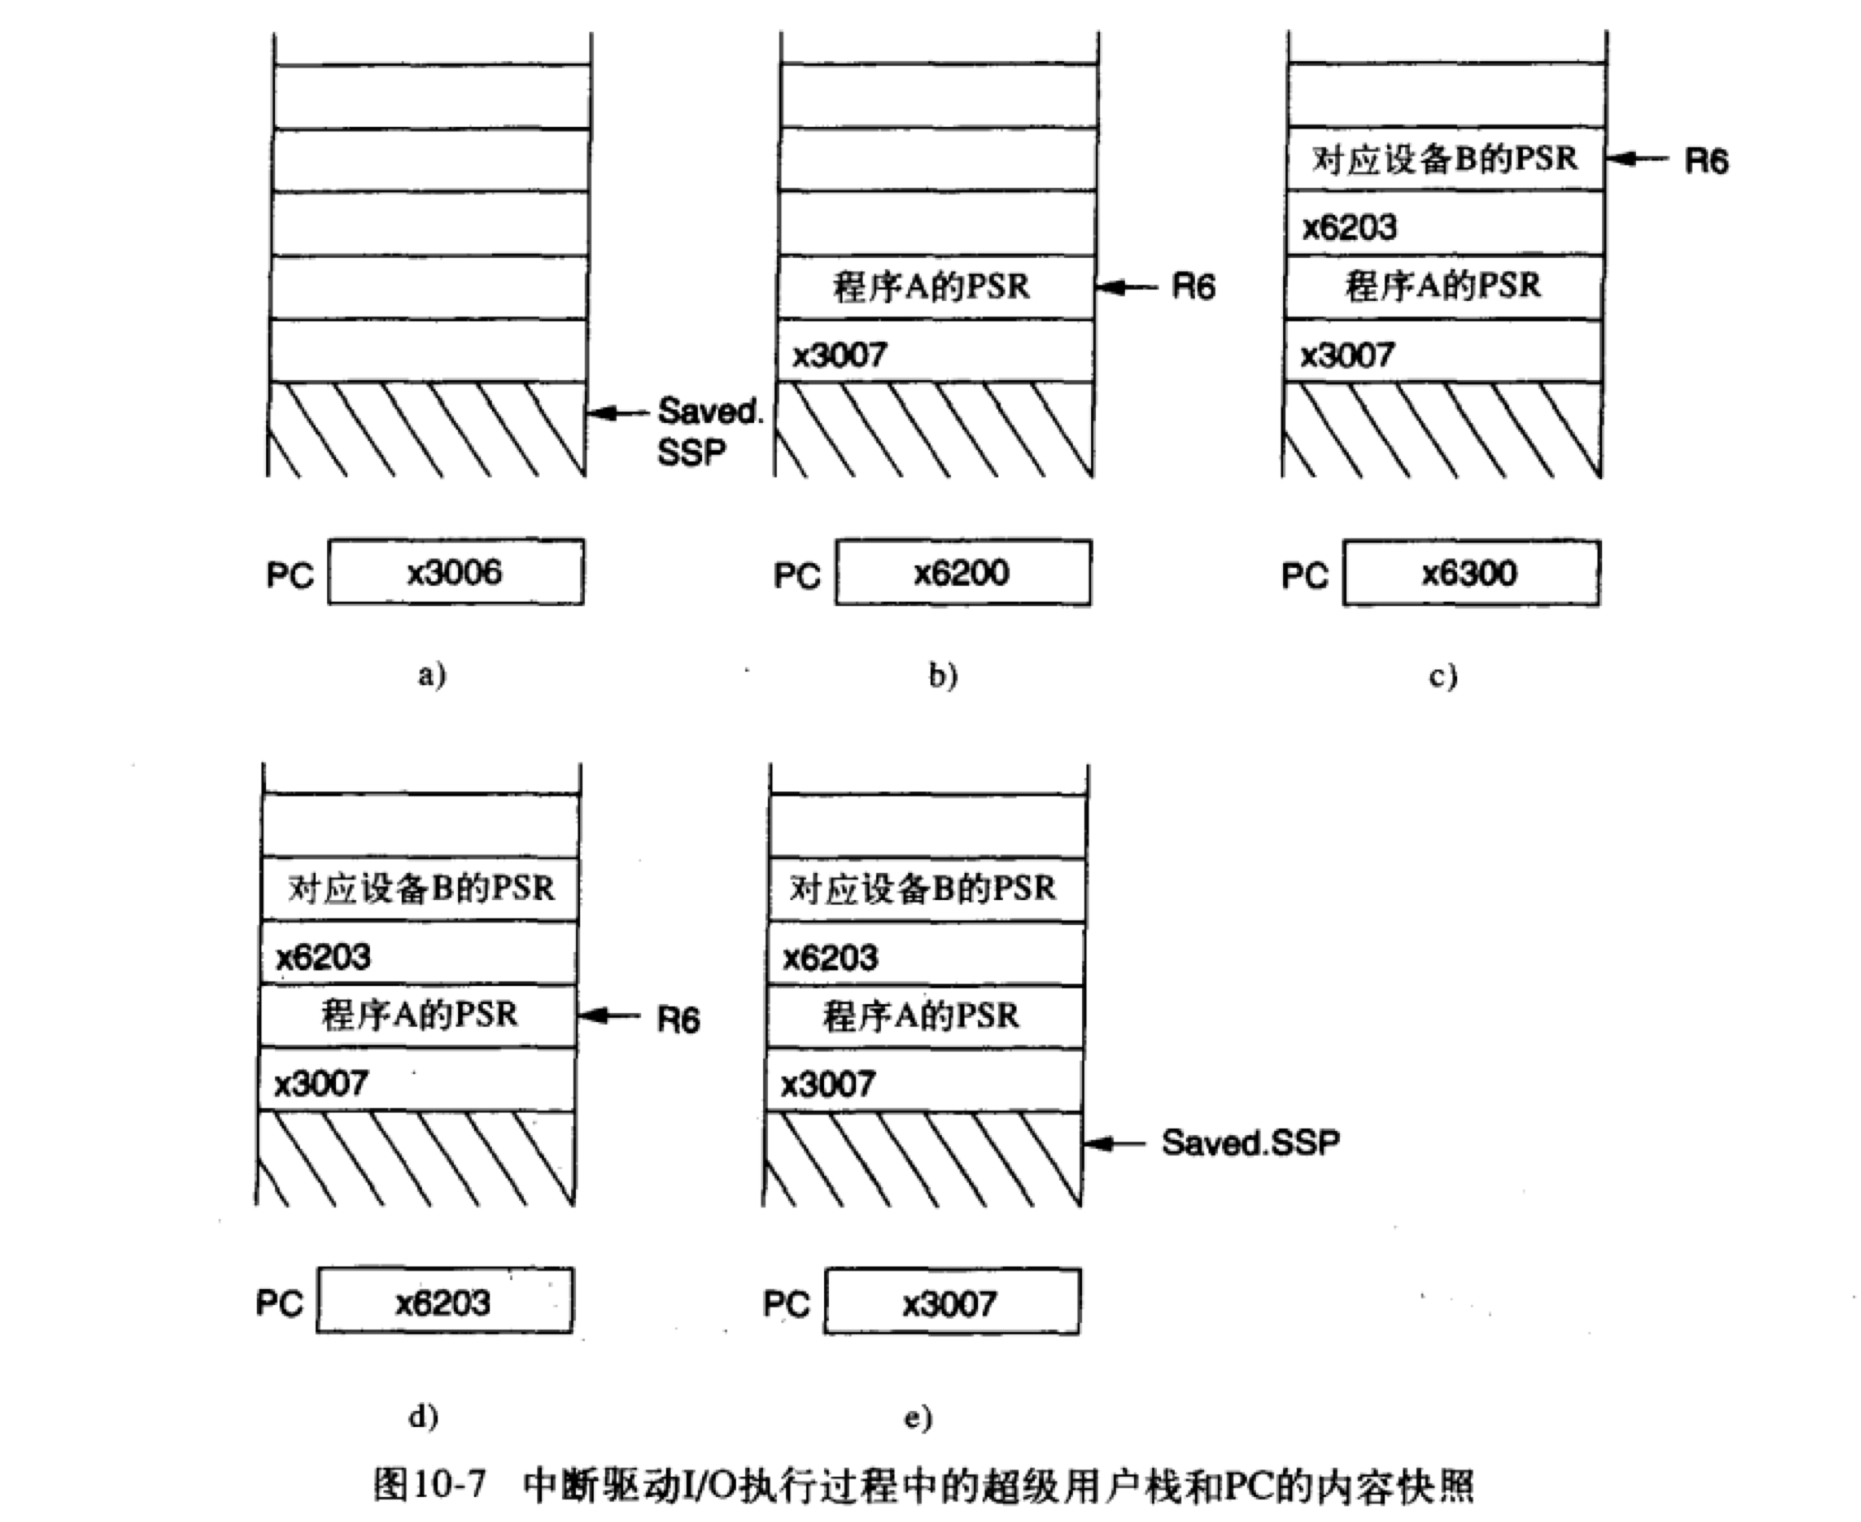 对应设备B的PSR
R6
x6203
程序A的PSR
R6
程序A的PSR
x3007
x3007
Saved.
SSP
PC
x3006
PC
x6200
PC
x6300
a)
b)
c)
对应设备B的PSR
对应设备B的PSR
x6203
x6203
程序A的PSR
R6
程序A的PSR
x3007
x3007
Saved.SSP
PC
x6203
PC
x3007
d)
e)
图10-7 中断驱动I/O执行过程中的超级用户栈和PC的内容快照